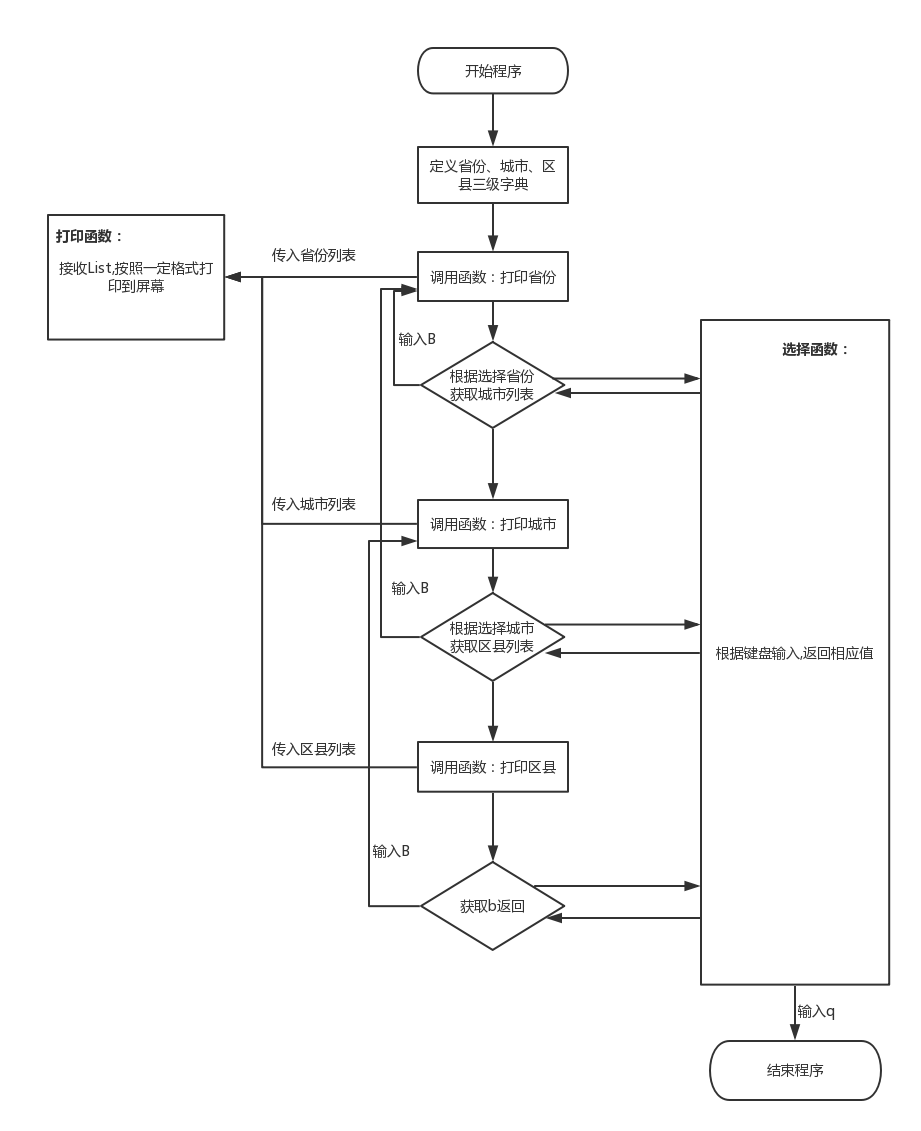 开始程序
定义省份、城市、区
县三级字典
打印函数：
接收List,按照一定格式打
印到屏幕
传入省份列表
调用函数：打印省份
输入B
选择函数：
根据选择省份
获取城市列表
传入城市列表
调用函数：打印城市
输入B
根据选择城市
获取区县列表
根据键盘输入,返回相应值
传入区县列表
调用函数：打印区县
输入B
获取b返回
输入q
结束程序